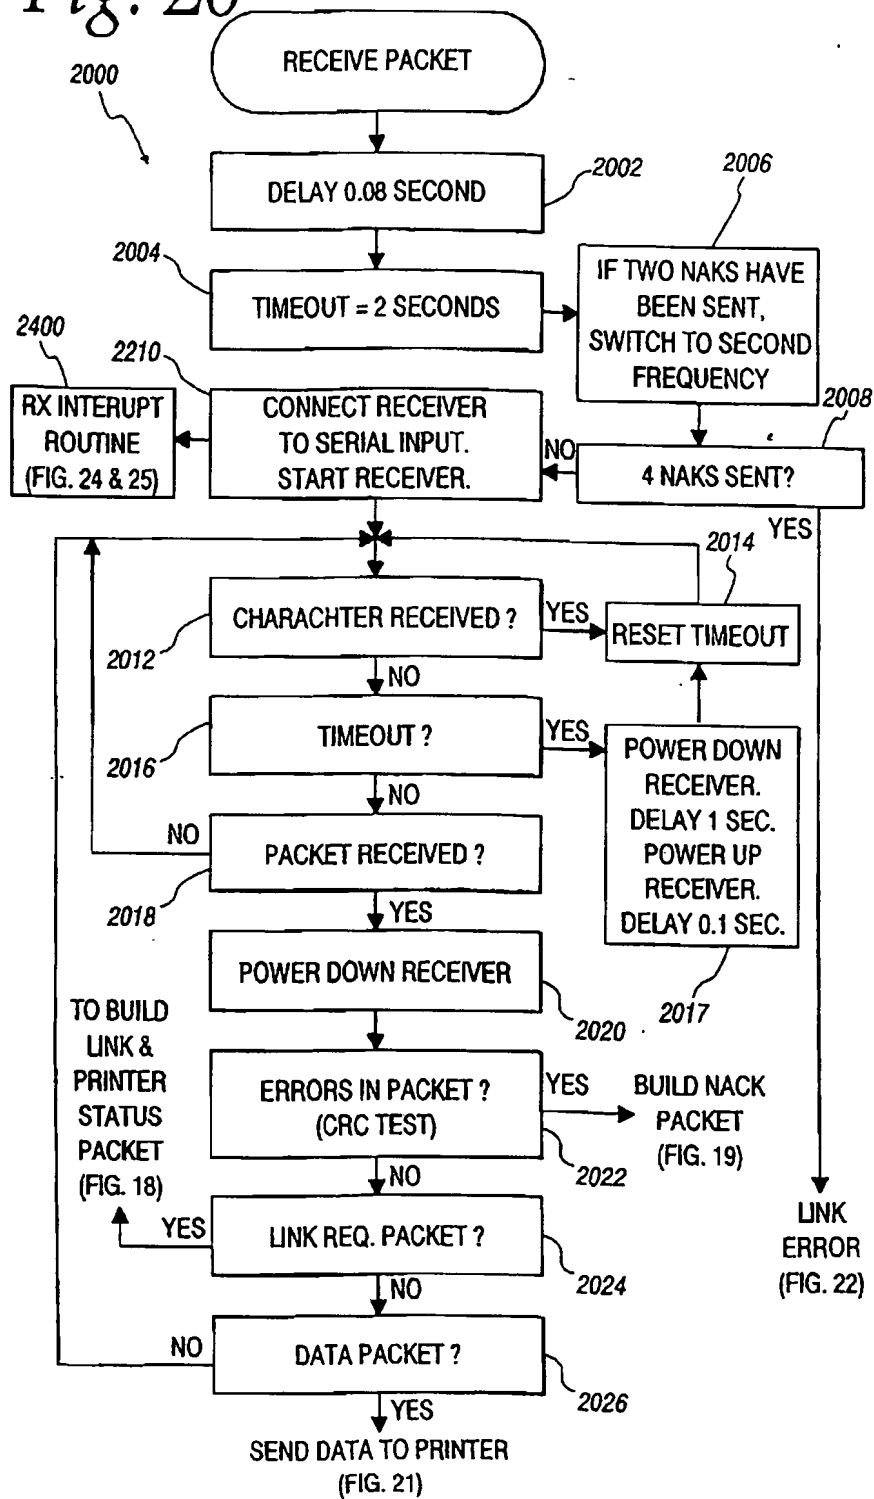 Fig. 20
RECEIVE PACKET
2000
DELAY 0.08 SECOND
2002
2006
2004
TIMEOUT = 2 SECONDS
IF TWO NAKS HAVE
BEEN SENT,
SWITCH TO SECOND
FREQUENCY
2400
2210
2008
RX INTERUPT
ROUTINE
(FIG. 24 & 25)
CONNECT RECEIVER
TO SERIAL INPUT.
START RECEIVER.
NO
4 NAKS SENT?
YES
2014
CHARACHTER RECEIVED ?
YES
RESET TIMEOUT
2012
NO
TIMEOUT ?
YES
2016
POWER DOWN
RECEIVER.
DELAY 1 SEC.
POWER UP
RECEIVER.
DELAY 0.1 SEC.
NO
NO
PACKET RECEIVED ?
2018
YES
POWER DOWN RECEIVER
2020
2017
TO BUILD
LINK &
PRINTER
STATUS
PACKET
(FIG. 18)
ERRORS IN PACKET ?
(CRC TEST)
YES
BUILD NACK
PACKET
(FIG. 19)
2022
NO
YES
LINK REQ. PACKET ?
2024
LINK
ERROR
(FIG. 22)
NO
NO
DATA PACKET ?
2026
YES
SEND DATA TO PRINTER
(FIG. 21)